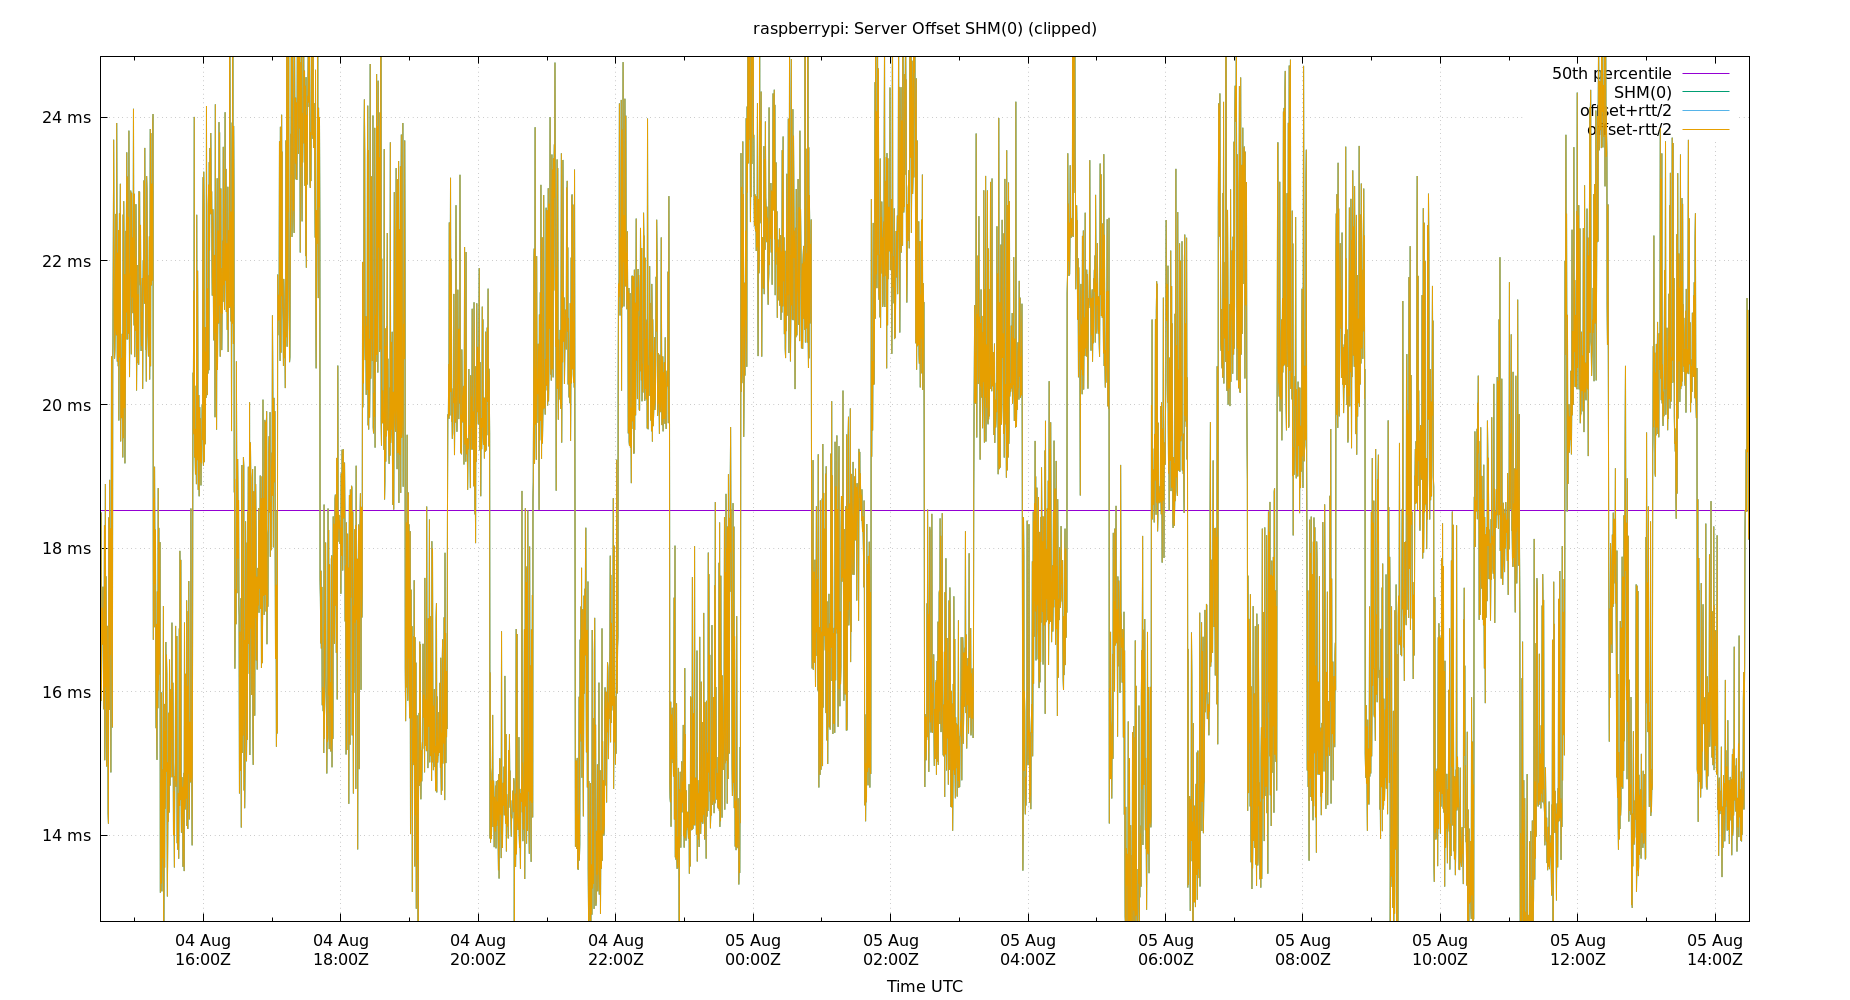 raspberrypi: Server Offset SHM(0) (clipped)
50th percentile
SHM(0)
offset+rtt/2
offset-rtt/2
24 ms
22 ms
20 ms
18 ms
16 ms
14 ms
04 Aug 04 Aug 04 Aug 04 Aug 05 Aug 05 Aug 05 Aug 05 Aug 05 Aug 05 Aug 05 Aug 05 Aug
16:00Z 18:00Z 20:00Z 22:00Z 00:00Z 02:00Z 04:00Z 06:00Z 08:00Z 10:00Z 12:00Z 14:00Z
Time UTC